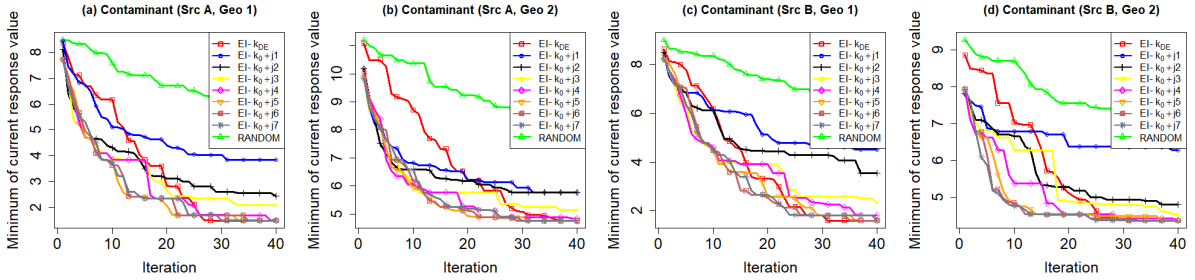 (a) Contaminant (Src A, Geo 1)
Minimum of current response value
8
7
6
5
4
3
2
EI- kDE
EI- k0+j1
EI- k0+j2
EI- k0+j3
EI- k0+j4
EI- k0+j5
EI- k0+j6
EI- k0+j7
RANDOM
0 10 20 30 40
Iteration
(b) Contaminant (Src A, Geo 2)
Minimum of current response value
11
10
9
8
7
6
5
EI- kDE
EI- k0+j1
EI- k0+j2
EI- k0+j3
EI- k0+j4
EI- k0+j5
EI- k0+j6
EI- k0+j7
RANDOM
0 10 20 30 40
Iteration
(c) Contaminant (Src B, Geo 1)
Minimum of current response value
8
6
4
2
EI- kDE
EI- k0+j1
EI- k0+j2
EI- k0+j3
EI- k0+j4
EI- k0+j5
EI- k0+j6
EI- k0+j7
RANDOM
0 10 20 30 40
Iteration
(d) Contaminant (Src B, Geo 2)
Minimum of current response value
9
8
7
6
5
EI- kDE
EI- k0+j1
EI- k0+j2
EI- k0+j3
EI- k0+j4
EI- k0+j5
EI- k0+j6
EI- k0+j7
RANDOM
0 10 20 30 40
Iteration